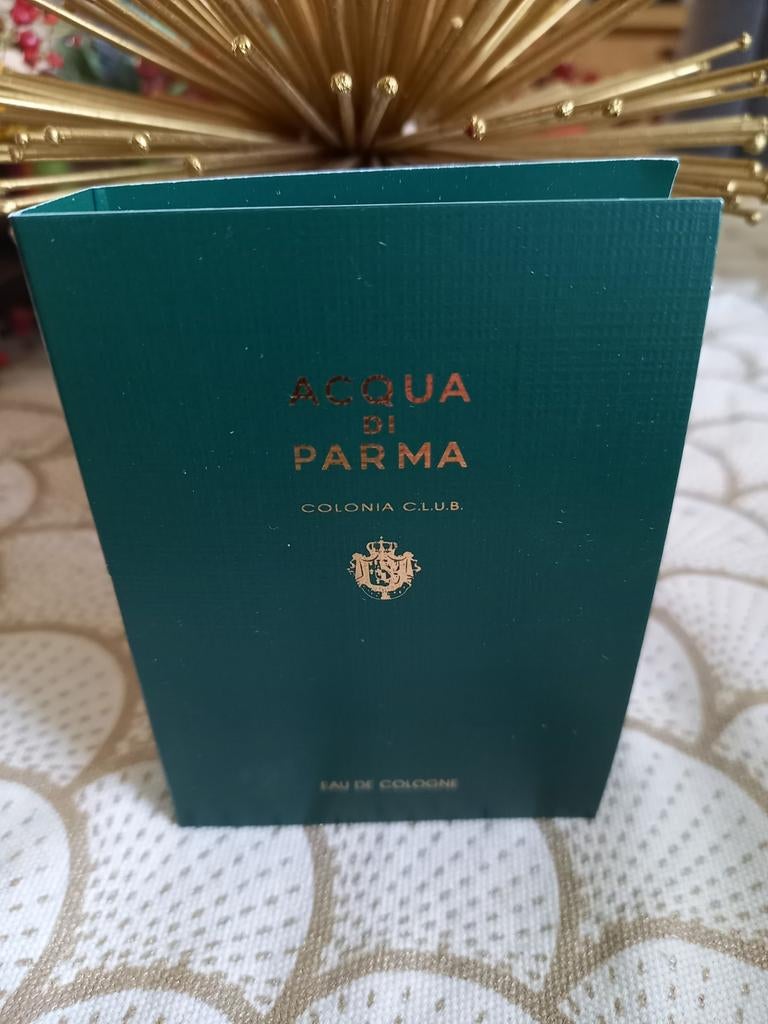 ACQUA
DI
PARMA
COLONIA C.L.U.B.
EAU DE COLOGNE